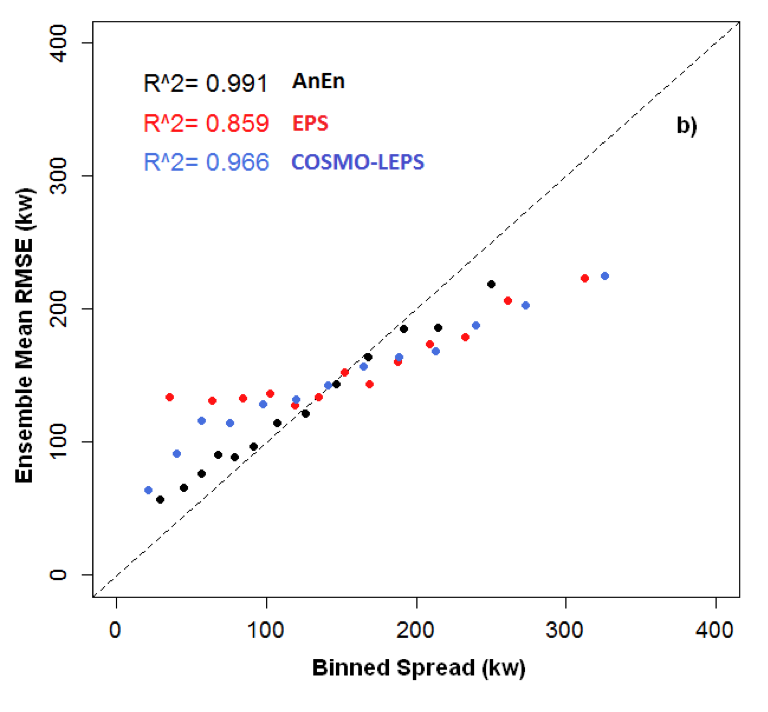 R^2= 0.991 AnEn
R^2= 0.859 EPS
R^2= 0.966 COSMO-LEPS
b)
Ensemble Mean RMSE (kw)
400
300
200
100
0
0 100 200 300 400
Binned Spread (kw)